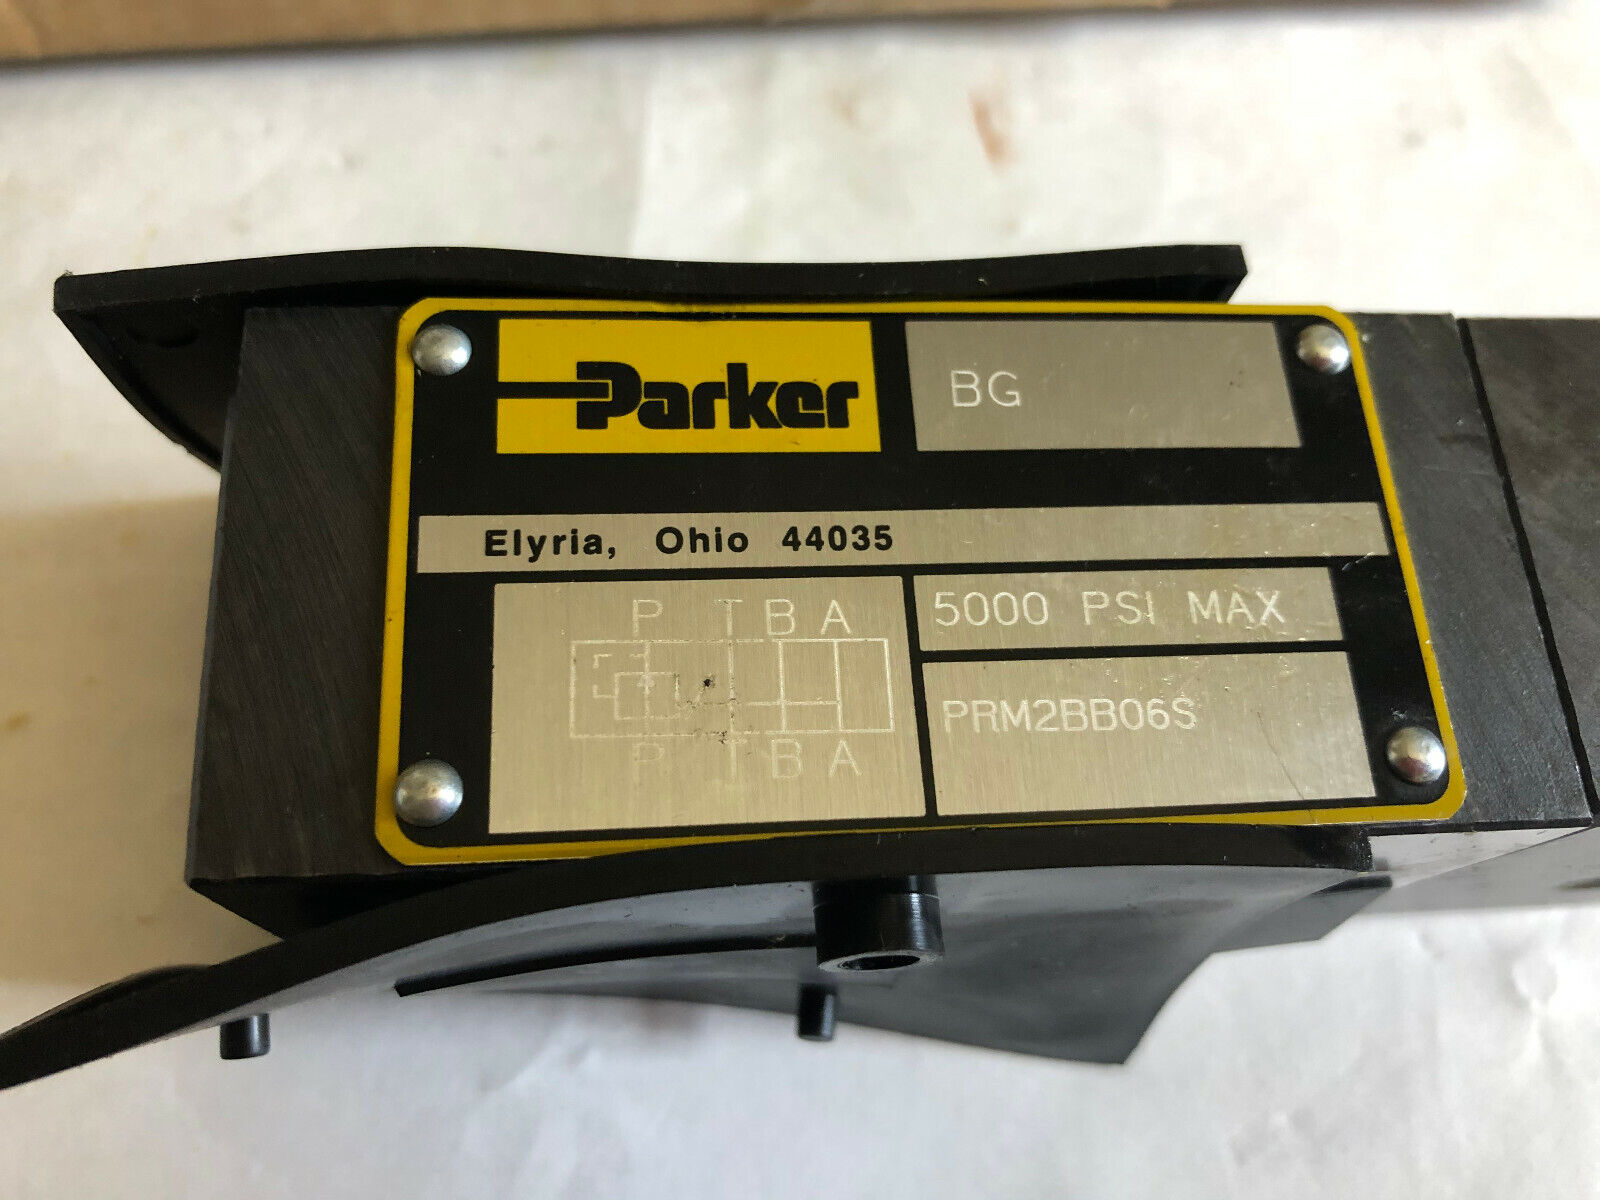 Parker
BG
Elyria, Ohio 44035
P T B A
5000 PSI MAX
PRM2BB06S
P T B A